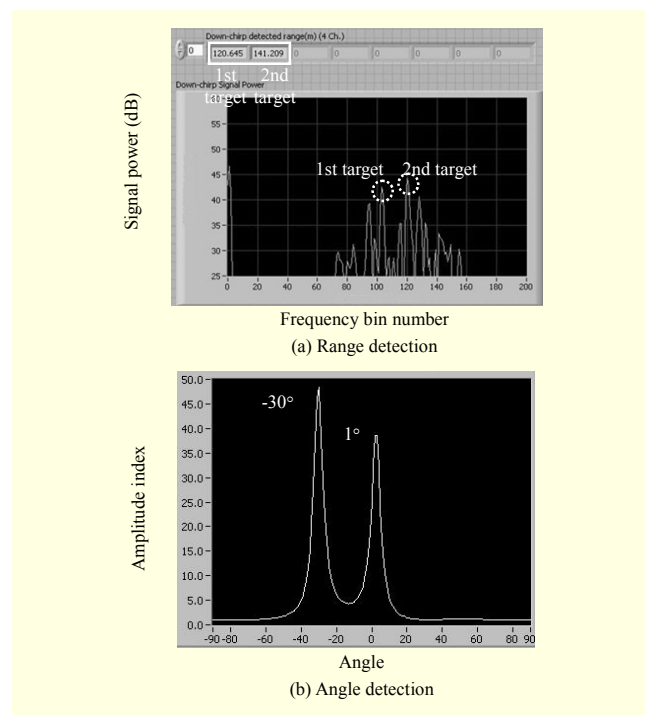 Down-chirp detected range(m) (4 Ch.)
0 120.645 141.209 0 0 0 0 0
1st target 2nd target
Down-chirp Signal Power
Signal power (dB)
60
55
50
45
40
35
30
25
1st target 2nd target
0 20 40 60 80 100 120 140 160 180 200
Frequency bin number
(a) Range detection
Amplitude index
50.0
45.0
40.0
35.0
30.0
25.0
20.0
15.0
10.0
5.0
0.0
-30°
1°
-90 -80 -60 -40 -20 0 20 40 60 80 90
Angle
(b) Angle detection